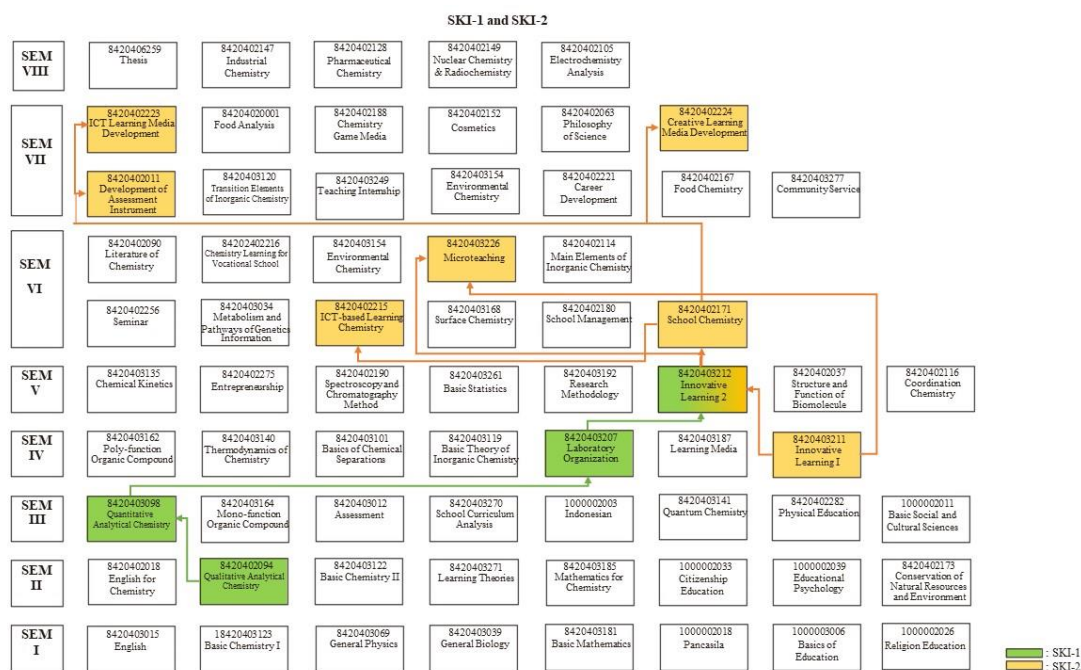 SKI-1 and SKI-2
SEM
VIII
8420406259
Thesis
8420402147
Industrial
Chemistry
8420402128
Pharmaceutical
Chemistry
8420402149
Nuclear Chemistry
& Radiochemistry
8420402105
Electrochemistry
Analysis
SEM
VII
8420402223
ICT Learning Media
Development
84204020001
Food Analysis
8420402188
Chemistry
Game Media
8420402152
Cosmetics
8420402063
Philosophy
of Science
8420402224
Creative Learning
Media Development
8420402011
Development of
Assessment
Instrument
8420403120
Transition Elements
of Inorganic Chemistry
8420403249
Teaching Internship
8420403154
Environmental
Chemistry
8420402221
Career
Development
8420402167
Food Chemistry
8420403277
Community Service
SEM
VI
8420402090
Literature of
Chemistry
84202402216
Chemistry Learning for
Vocational School
8420403154
Environmental
Chemistry
8420403226
Microteaching
8420402114
Main Elements of
Inorganic Chemistry
8420402256
Seminar
8420403034
Metabolism and
Pathways of Genetics
Information
8420402215
ICT-based Learning
Chemistry
8420403168
Surface Chemistry
8420402180
School Management
8420402171
School Chemistry
SEM
V
8420403135
Chemical Kinetics
8420402275
Entrepreneurship
8420402190
Spectroscopy and
Chromatography
Method
8420403261
Basic Statistics
8420403192
Research
Methodology
8420403212
Innovative
Learning 2
8420402037
Structure and
Function of
Biomolecule
8420402116
Coordination
Chemistry
SEM
IV
8420403162
Poly-function
Organic Compound
8420403140
Thermodynamics of
Chemistry
8420403101
Basics of Chemical
Separations
8420403119
Basic Theory of
Inorganic Chemistry
8420403207
Laboratory
Organization
8420403187
Learning Media
8420403211
Innovative
Learning I
SEM
III
8420403098
Quantitative
Analytical Chemistry
8420403164
Mono-function
Organic Compound
8420403012
Assessment
8420403270
School Curriculum
Analysis
1000002003
Indonesian
8420403141
Quantum Chemistry
8420402282
Physical Education
1000002011
Basic Social and
Cultural Sciences
SEM
II
8420402018
English for
Chemistry
8420402094
Qualitative Analytical
Chemistry
8420403122
Basic Chemistry II
8420403271
Learning Theories
8420403185
Mathematics for
Chemistry
1000002033
Citizenship
Education
1000002039
Educational
Psychology
8420402173
Conservation of
Natural Resources
and Environment
SEM
I
8420403015
English
18420403123
Basic Chemistry I
8420403069
General Physics
8420403039
General Biology
8420403181
Basic Mathematics
1000002018
Pancasila
1000003006
Basics of
Education
1000002026
Religion Education
: SKI-1
: SKI-2